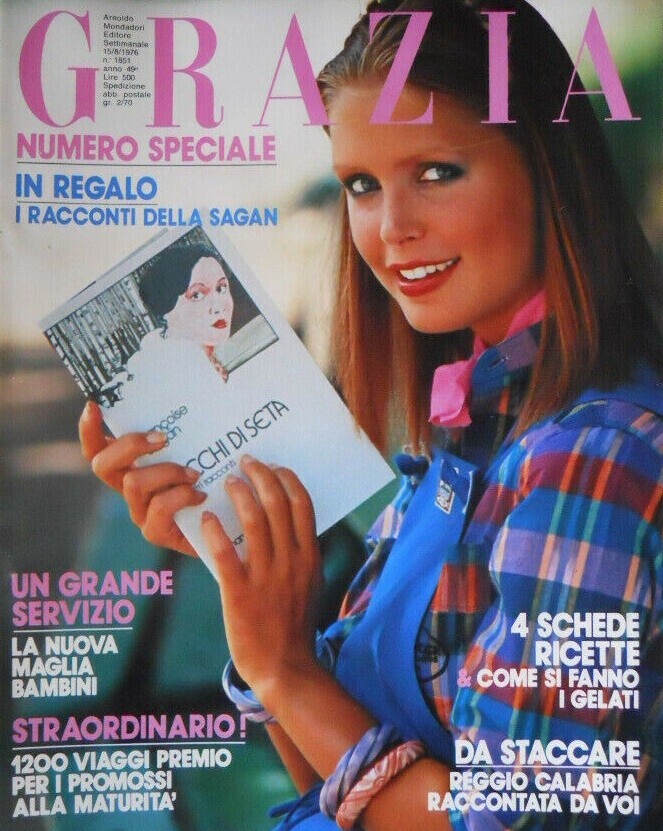 GRAZIA
Arnoldo
Mondadori
Editore
Settimanale
15/8/1976
n.° 1851
anno 49°
Lire 500
Spedizione
abb. postale
gr. 2/70
NUMERO SPECIALE
IN REGALO
I RACCONTI DELLA SAGAN
CCHI DI SETA
racconti
UN GRANDE
SERVIZIO
LA NUOVA
MAGLIA
BAMBINI
STRAORDINARIO!
1200 VIAGGI PREMIO
PER I PROMOSSI
ALLA MATURITA'
4 SCHEDE
RICETTE
& COME SI FANNO
I GELATI
DA STACCARE
REGGIO CALABRIA
RACCONTATA DA VOI